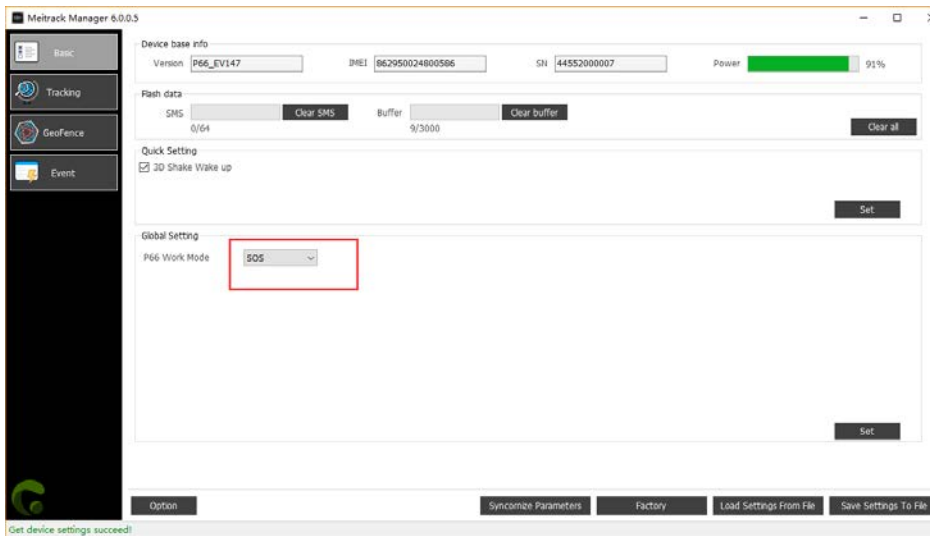 Meitrack Manager 6.0.0.5
Basic
Tracking
GeoFence
Event
Device base info
Version P66_EV147 IMEI 862950024800586 SN 44552000007 Power 91%
Flash data
SMS Clear SMS Buffer Clear buffer
0/64 9/3000 Clear all
Quick Setting
3D Shake Wake up
Set
Global Setting
P66 Work Mode SOS
Set
Option Syncornize Parameters Factory Load Settings From File Save Settings To File
Get device settings succeed!